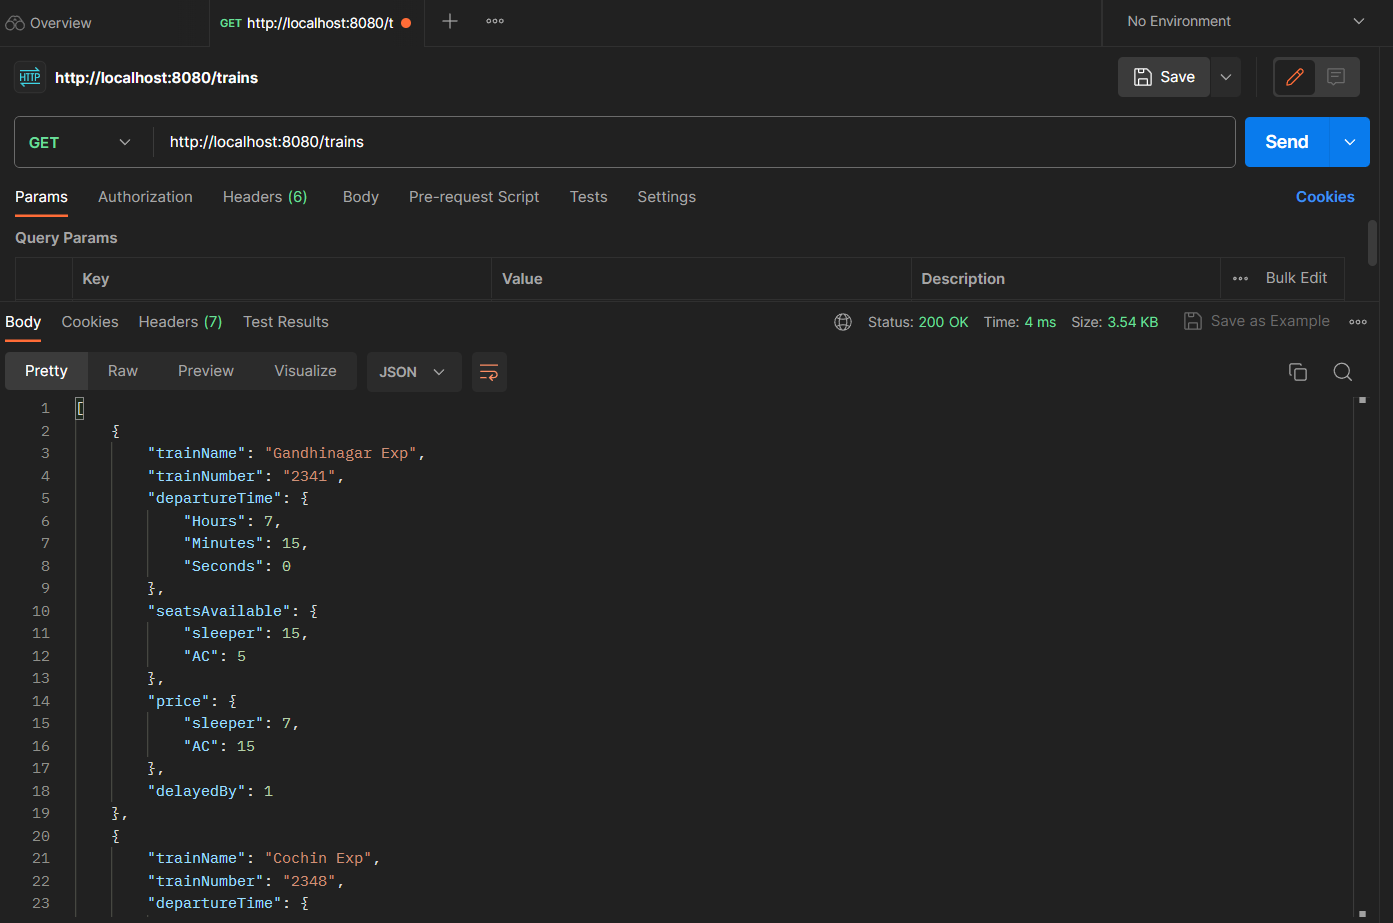 Overview
GET http://localhost:8080/t
No Environment
HTTP http://localhost:8080/trains
Save
GET http://localhost:8080/trains
Send
Params Authorization Headers (6) Body Pre-request Script Tests Settings Cookies
Query Params
Key Value Description Bulk Edit
Body Cookies Headers (7) Test Results Status: 200 OK Time: 4 ms Size: 3.54 KB Save as Example
Pretty Raw Preview Visualize JSON
1 [
2 {
3 "trainName": "Gandhinagar Exp",
4 "trainNumber": "2341",
5 "departureTime": {
6 "Hours": 7,
7 "Minutes": 15,
8 "Seconds": 0
9 },
10 "seatsAvailable": {
11 "sleeper": 15,
12 "AC": 5
13 },
14 "price": {
15 "sleeper": 7,
16 "AC": 15
17 },
18 "delayedBy": 1
19 },
20 {
21 "trainName": "Cochin Exp",
22 "trainNumber": "2348",
23 "departureTime": {